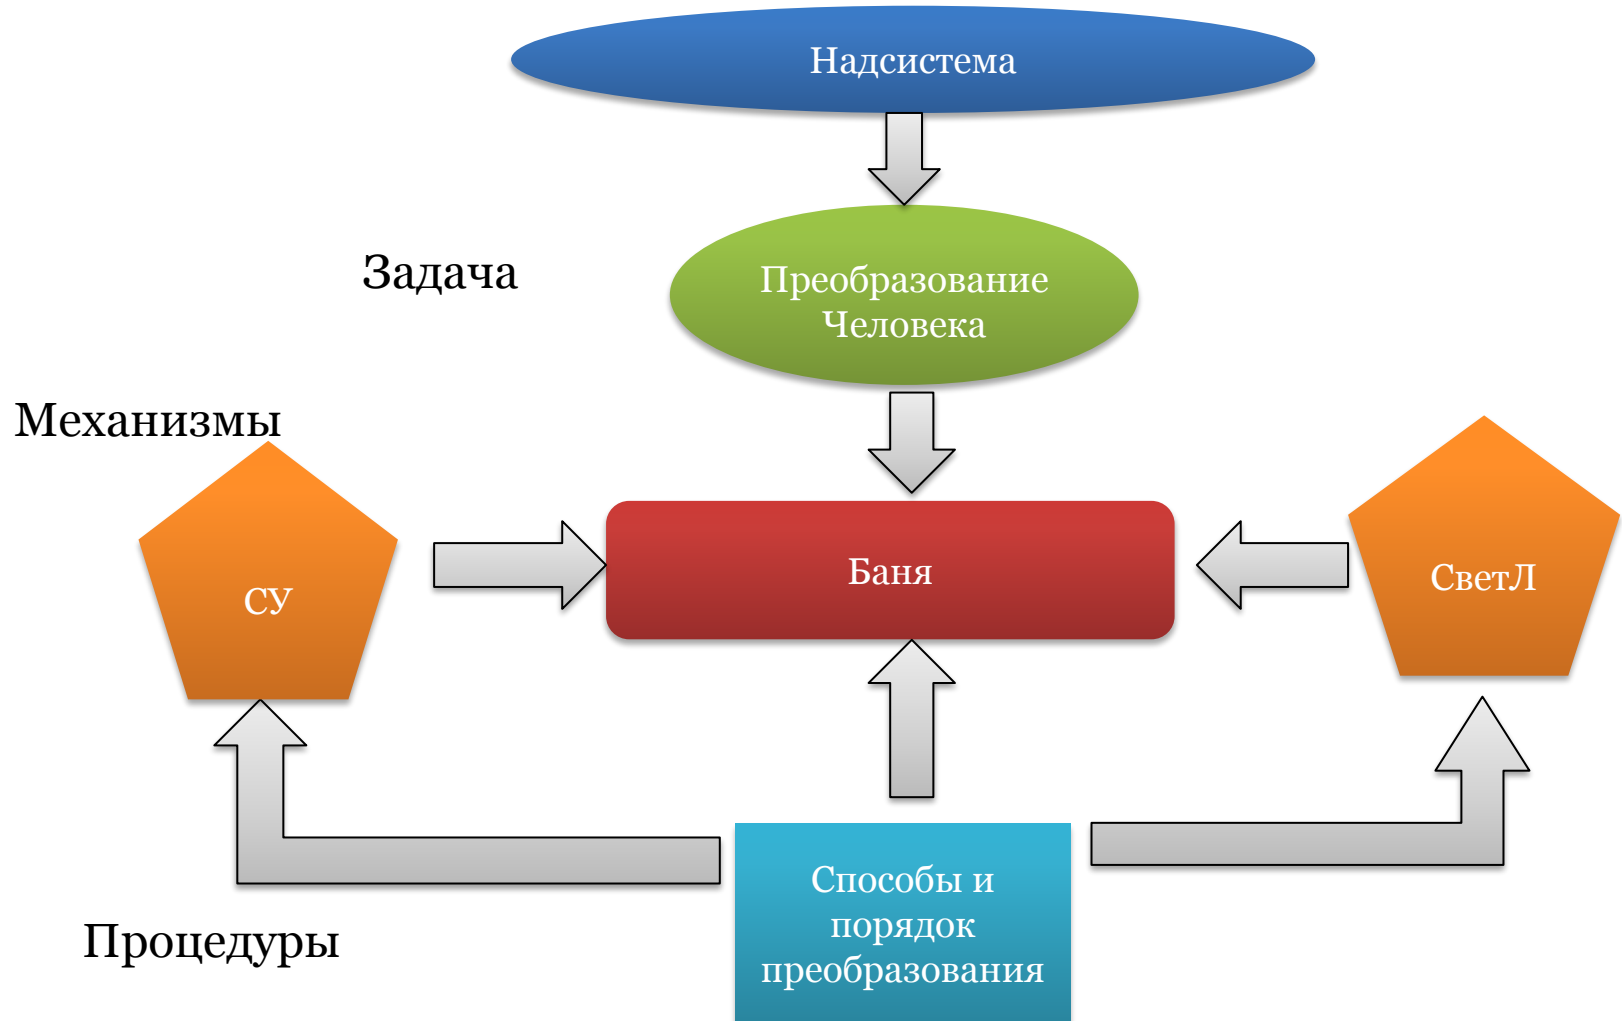 Надсистема
Задача
Преобразование
Человека
Механизмы
СУ
Баня
СветЛ
Способы и
порядок
преобразования
Процедуры